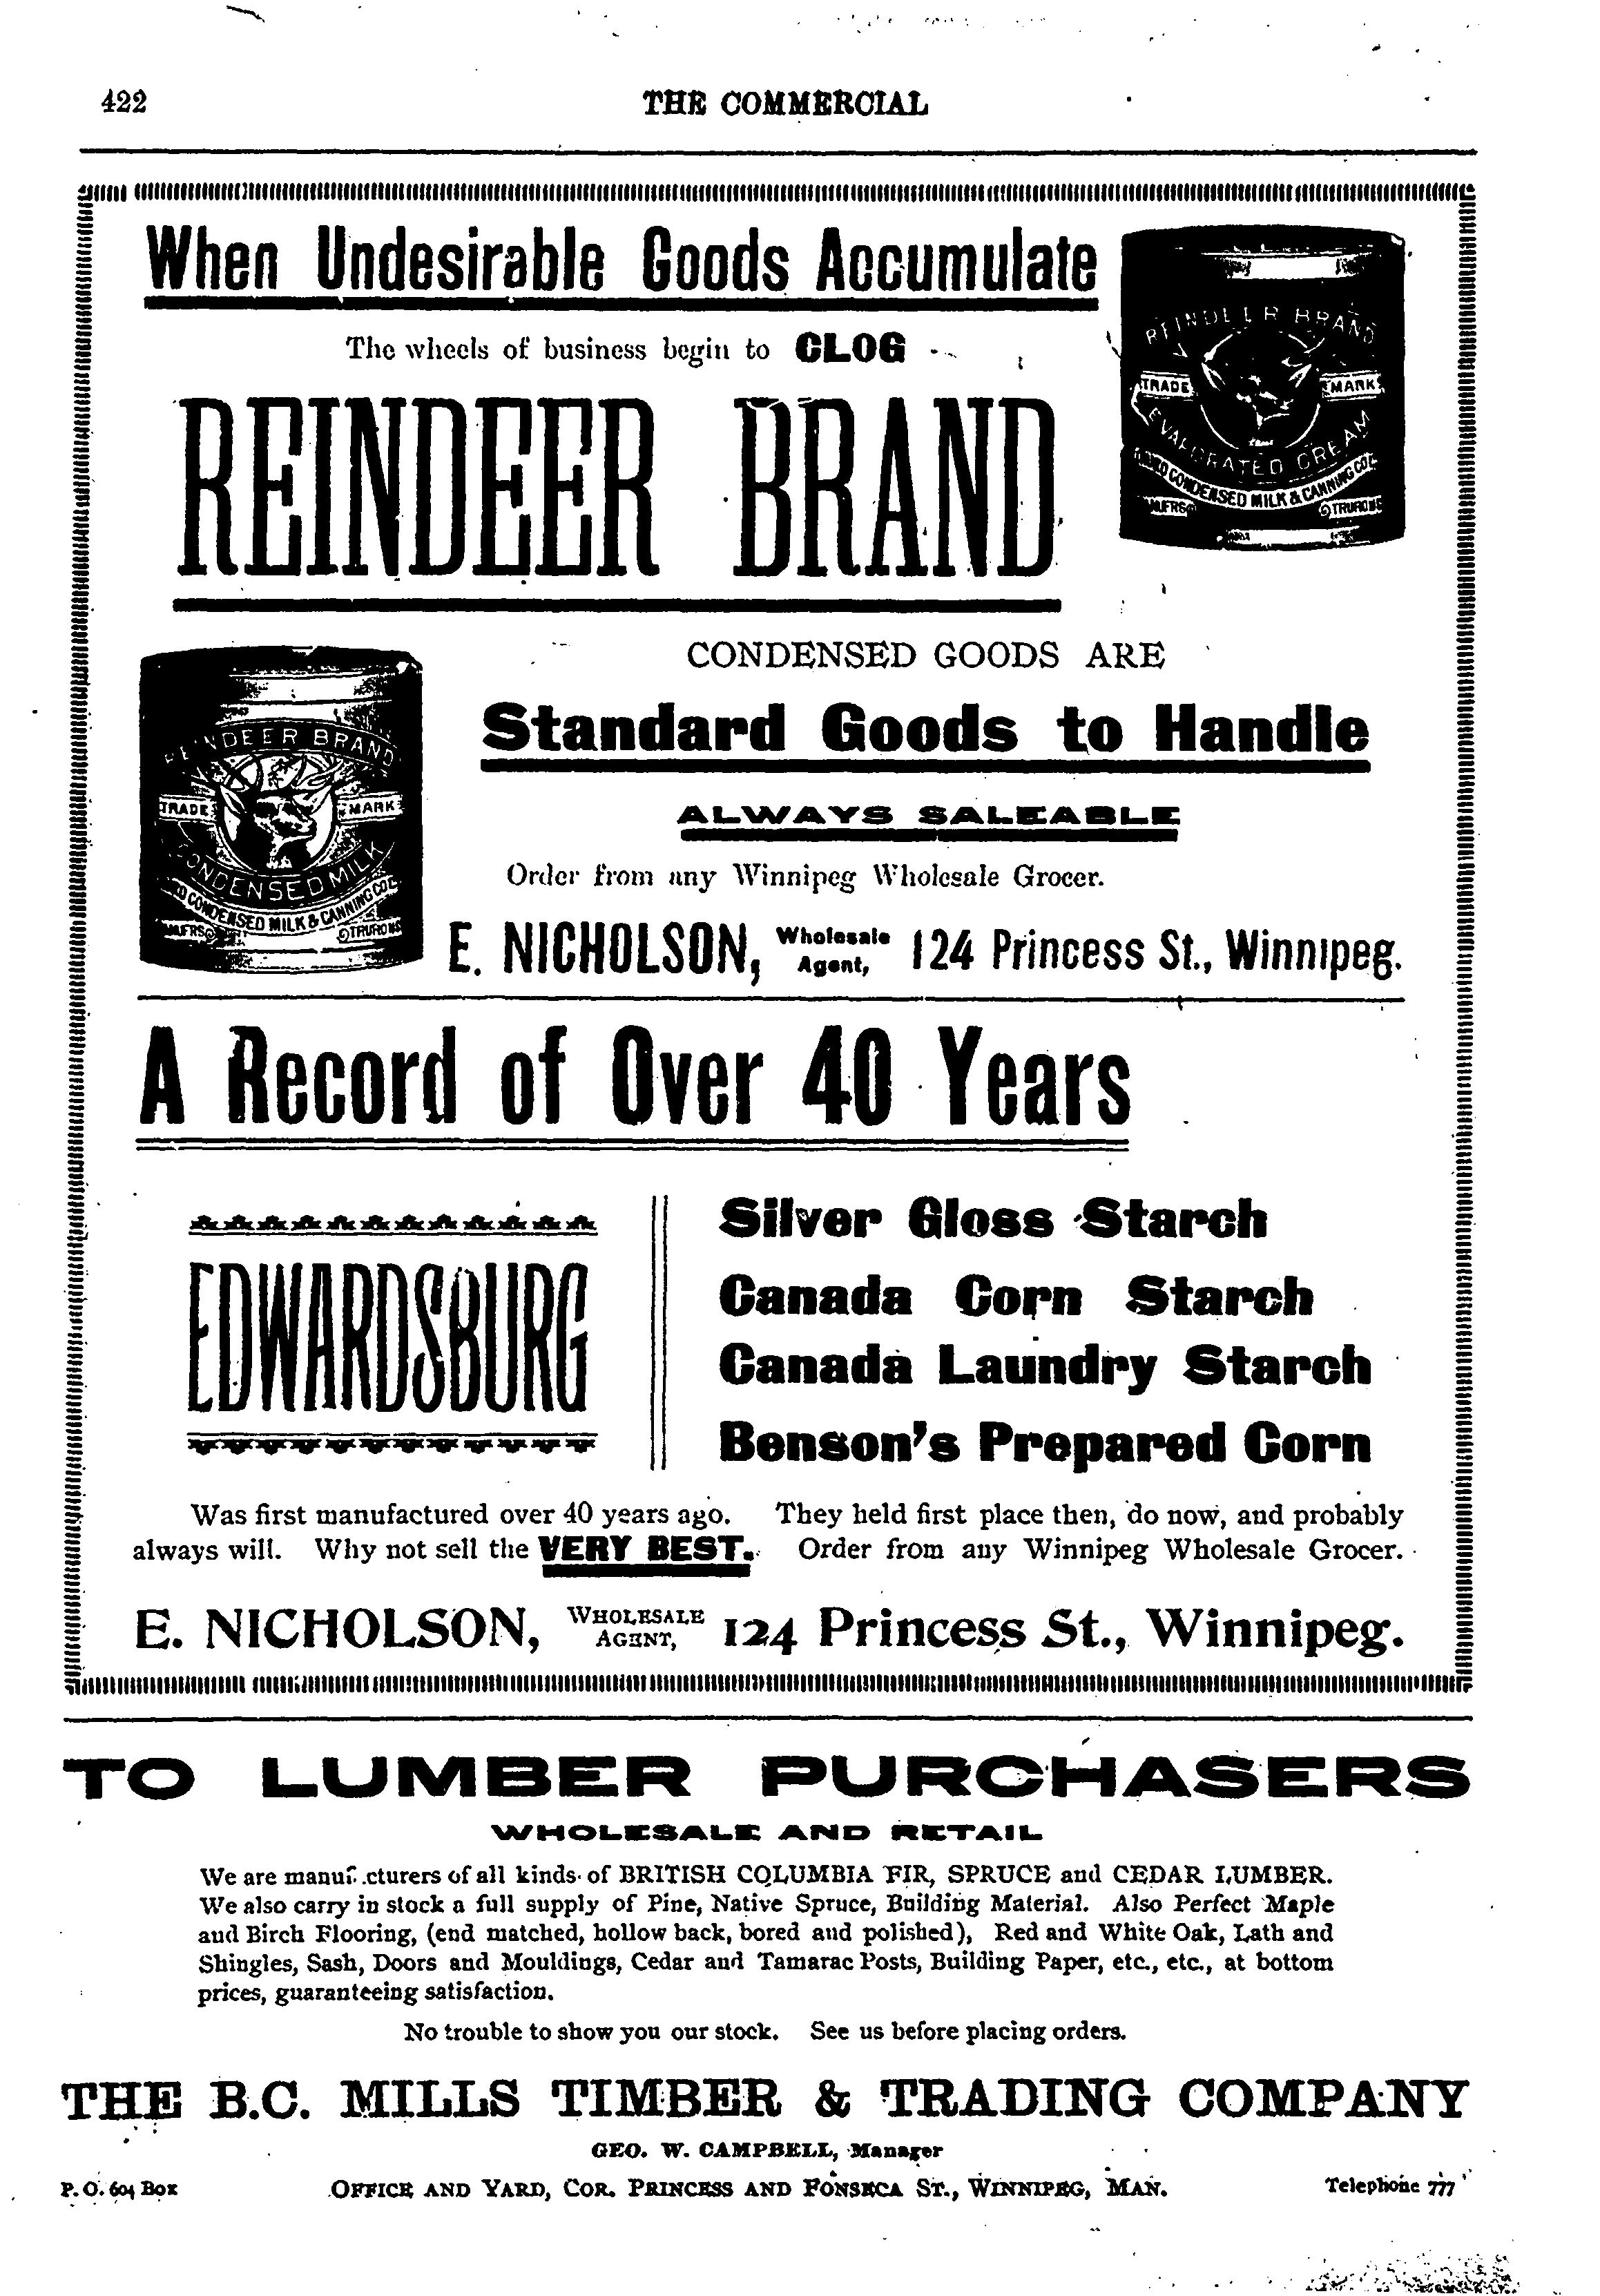 422
THE COMMERCIAL
When Undesirable Goods Accumulate
The wheels of business begin to CLOG
REINDEER BRAND
REINDEER BRAND
TRADE MARK
EVAPORATED CREAM
CONDENSED MILK & CANNING CO
MUFRS TRURO NS
CONDENSED GOODS ARE
Standard Goods to Handle
ALWAYS SALEABLE
Order from any Winnipeg Wholesale Grocer.
REINDEER BRAND
TRADE MARK
CONDENSED MILK
CONDENSED MILK & CANNING CO
MUFRS TRURO NS
E. NICHOLSON, Wholesale Agent, 124 Princess St., Winnipeg.
A Record of Over 40 Years
EDWARDSBURG
Silver Gloss Starch
Canada Corn Starch
Canada Laundry Starch
Benson's Prepared Corn
Was first manufactured over 40 years ago. They held first place then, do now, and probably
always will. Why not sell the VERY BEST. Order from any Winnipeg Wholesale Grocer.
E. NICHOLSON, WHOLESALE AGENT, 124 Princess St., Winnipeg.
TO LUMBER PURCHASERS
WHOLESALE AND RETAIL
We are manufacturers of all kinds of BRITISH COLUMBIA FIR, SPRUCE and CEDAR LUMBER.
We also carry in stock a full supply of Pine, Native Spruce, Building Material. Also Perfect Maple
and Birch Flooring, (end matched, hollow back, bored and polished), Red and White Oak, Lath and
Shingles, Sash, Doors and Mouldings, Cedar and Tamarac Posts, Building Paper, etc., etc., at bottom
prices, guaranteeing satisfaction.
No trouble to show you our stock. See us before placing orders.
THE B.C. MILLS TIMBER & TRADING COMPANY
GEO. W. CAMPBELL, Manager
P. O. 604 Box OFFICE AND YARD, COR. PRINCESS AND FONSECA ST., WINNIPEG, MAN. Telephone 777